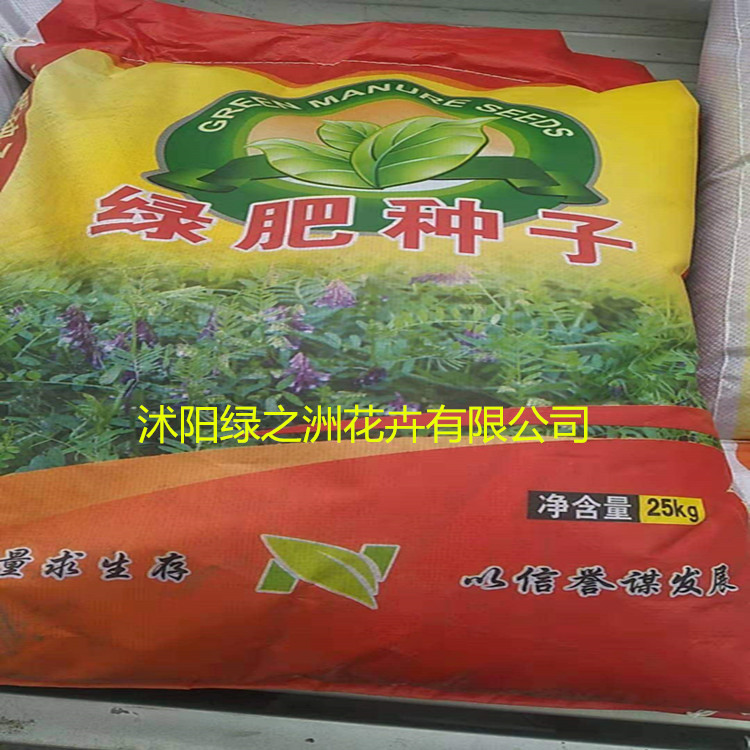 GREEN MANURE SEEDS
绿肥种子
沭阳绿之洲花卉有限公司
净含量 25kg
量求生存
以信誉谋发展